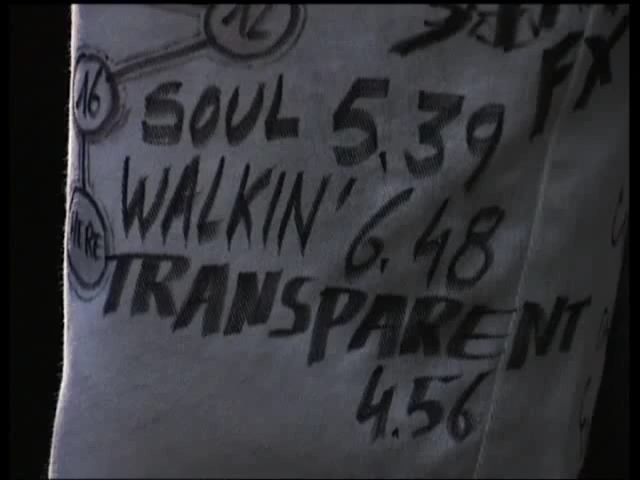 12
16
FX
SOUL 5.39
WALKIN' 6.48
HERE
TRANSPARENT
4.56